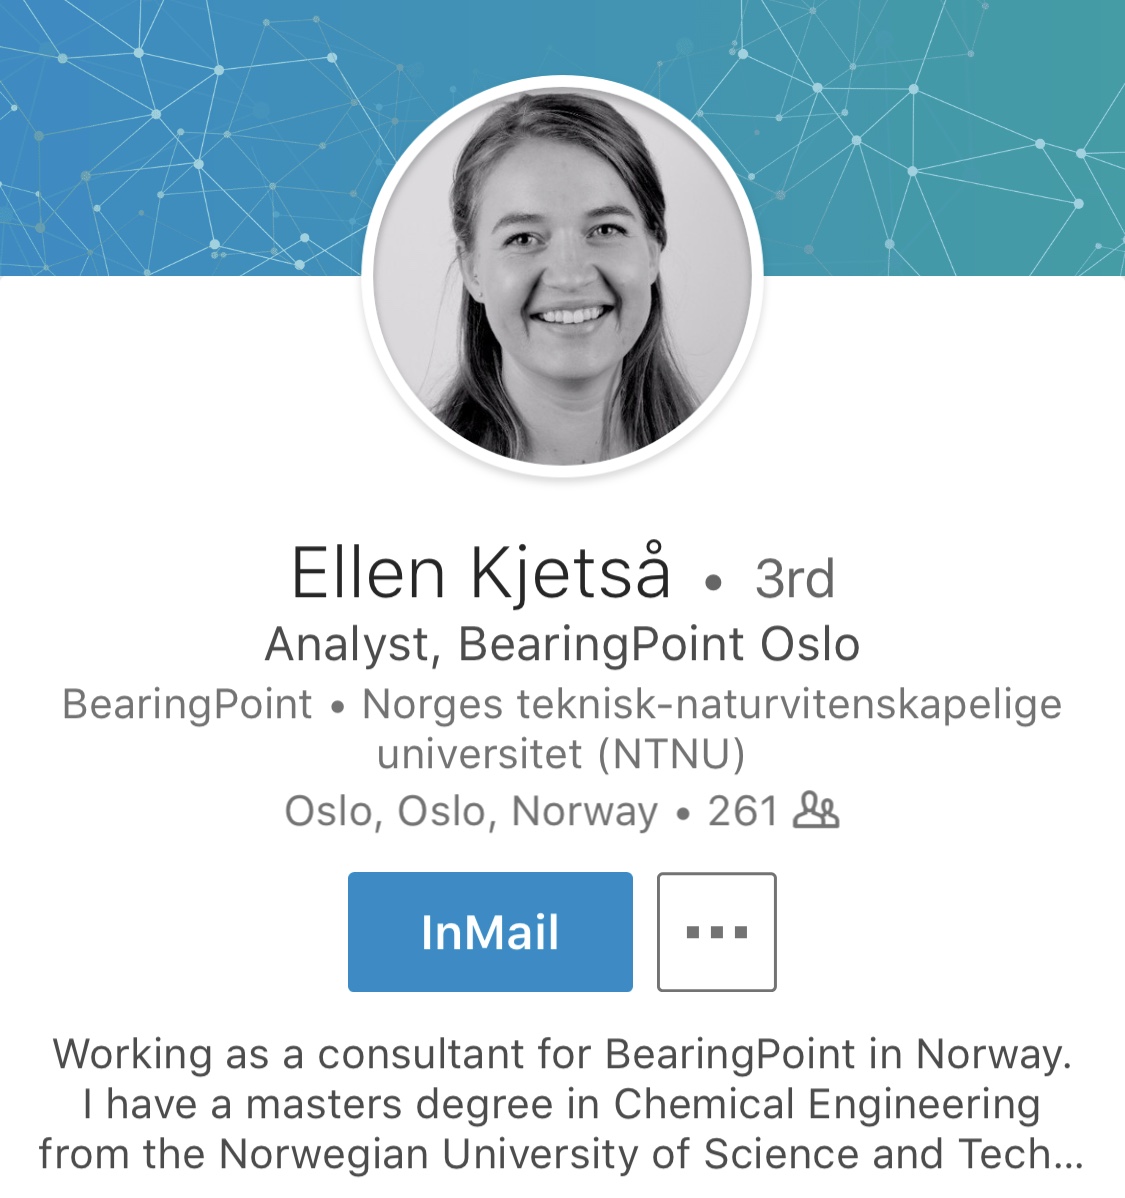 Ellen Kjetså • 3rd
Analyst, BearingPoint Oslo
BearingPoint • Norges teknisk-naturvitenskapelige
universitet (NTNU)
Oslo, Oslo, Norway • 261
InMail
Working as a consultant for BearingPoint in Norway.
I have a masters degree in Chemical Engineering
from the Norwegian University of Science and Tech...